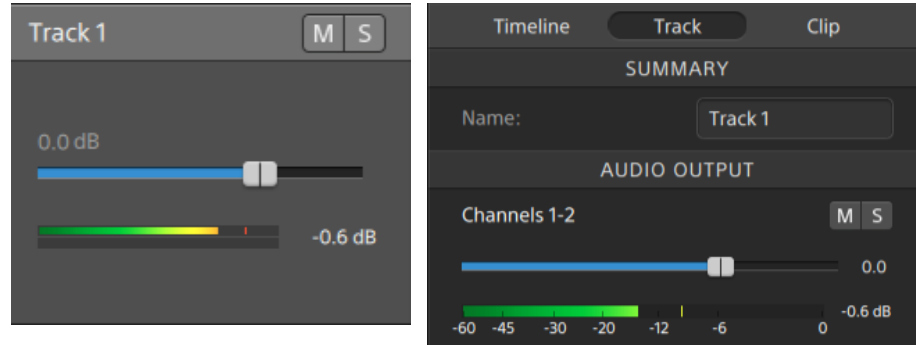 Track 1 M S
0.0 dB
-0.6 dB
Timeline Track Clip
SUMMARY
Name: Track 1
AUDIO OUTPUT
Channels 1-2 M S
0.0
-0.6 dB
-60 -45 -30 -20 -12 -6 0